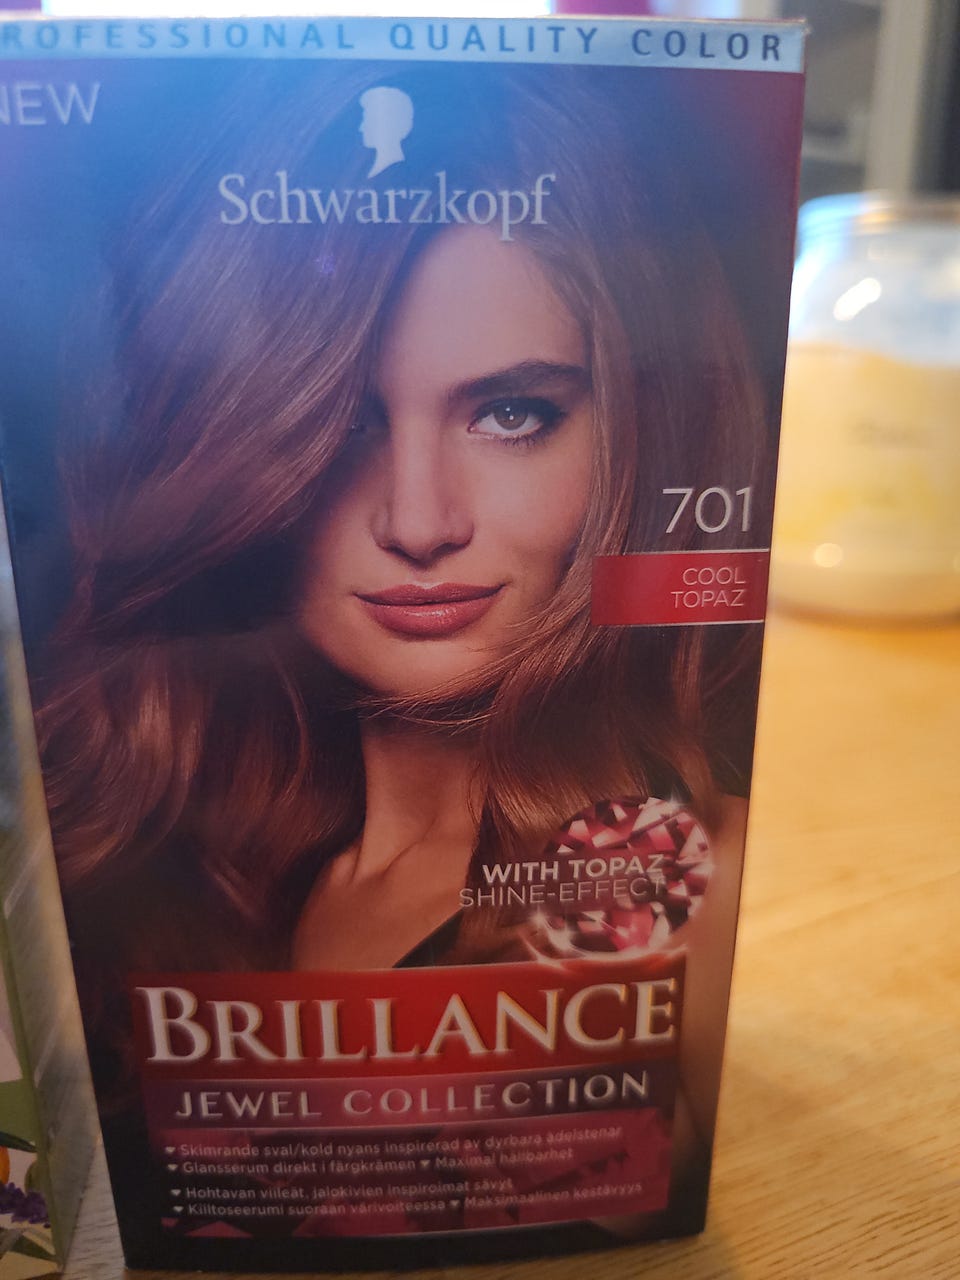 ROFESSIONAL QUALITY COLOR
NEW
Schwarzkopf
701
COOL
TOPAZ
WITH TOPAZ
SHINE-EFFECT
BRILLANCE
JEWEL COLLECTION
Skimrande sval/kold nyans inspirerad av dyrbara ädelstenar
Glansserum direkt i färgkrämen ▾ Maximal hållbarhet
Hohtavan viileät, jalokivien inspiroimat sävyt
Kiiltoseerumi suoraan värivoiteessa ▾ Maksimaalinen kestävyys